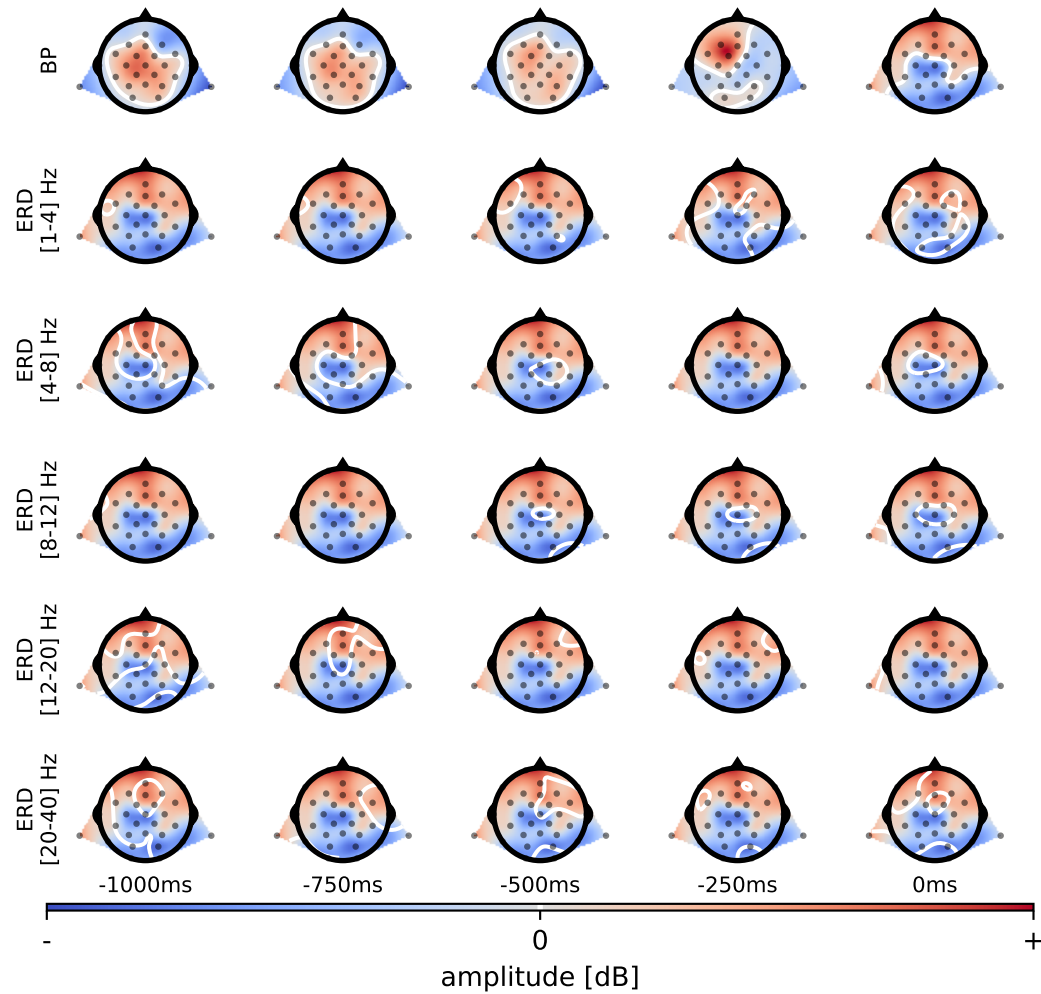 BP
ERD
[1-4] Hz
ERD
[4-8] Hz
ERD
[8-12] Hz
ERD
[12-20] Hz
ERD
[20-40] Hz
-1000ms -750ms -500ms -250ms 0ms
- 0 +
amplitude [dB]